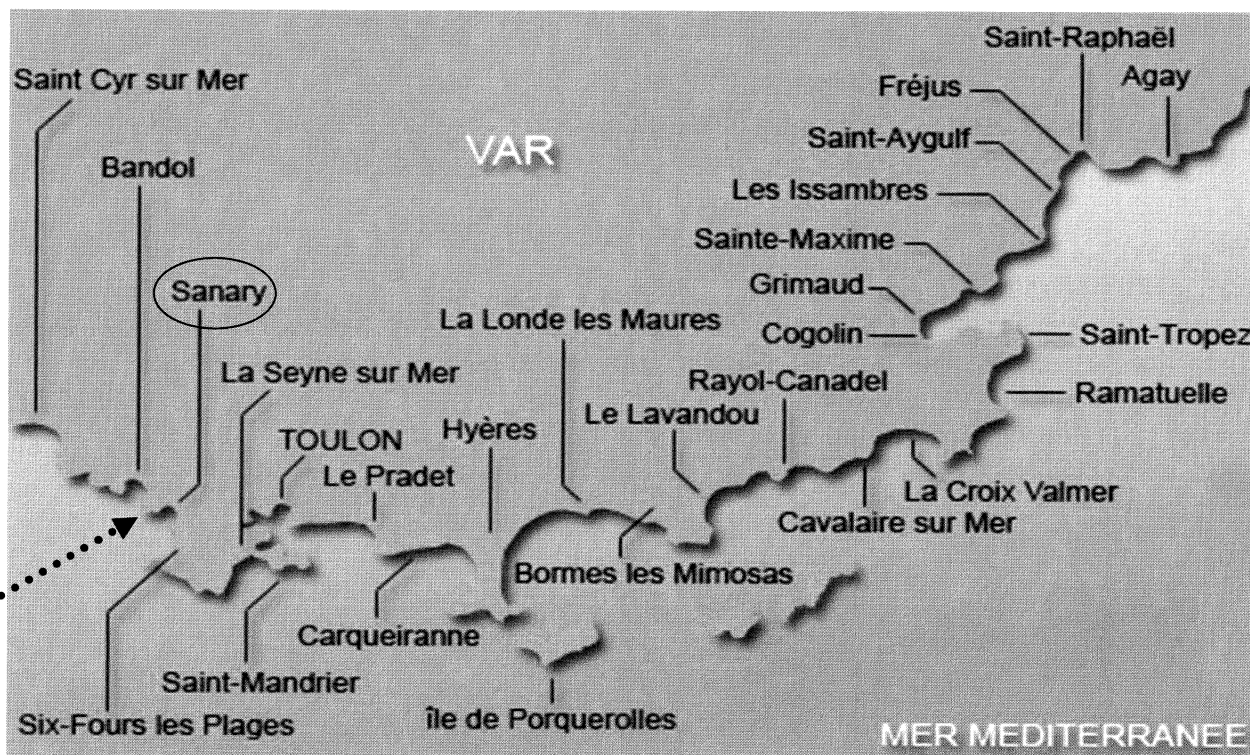 Saint-Raphaël
Saint Cyr sur Mer
Agay
Fréjus
VAR
Saint-Aygulf
Bandol
Les Issambres
Sainte-Maxime
Sanary
Grimaud
La Londe les Maures
Cogolin
Saint-Tropez
La Seyne sur Mer
Rayol-Canadel
Ramatuelle
Le Lavandou
Hyères
TOULON
Le Pradet
La Croix Valmer
Cavalaire sur Mer
Bormes les Mimosas
Carqueiranne
Saint-Mandrier
Six-Fours les Plages
île de Porquerolles
MER MEDITERRANEE